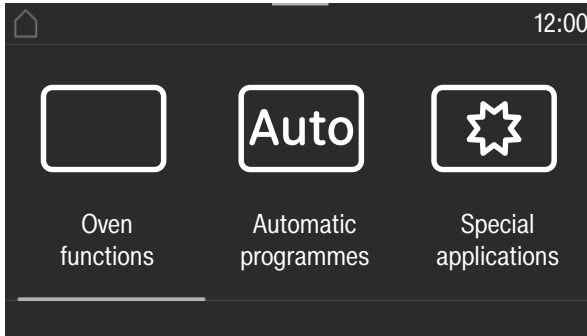 12:00
Auto
Oven
functions
Automatic
programmes
Special
applications